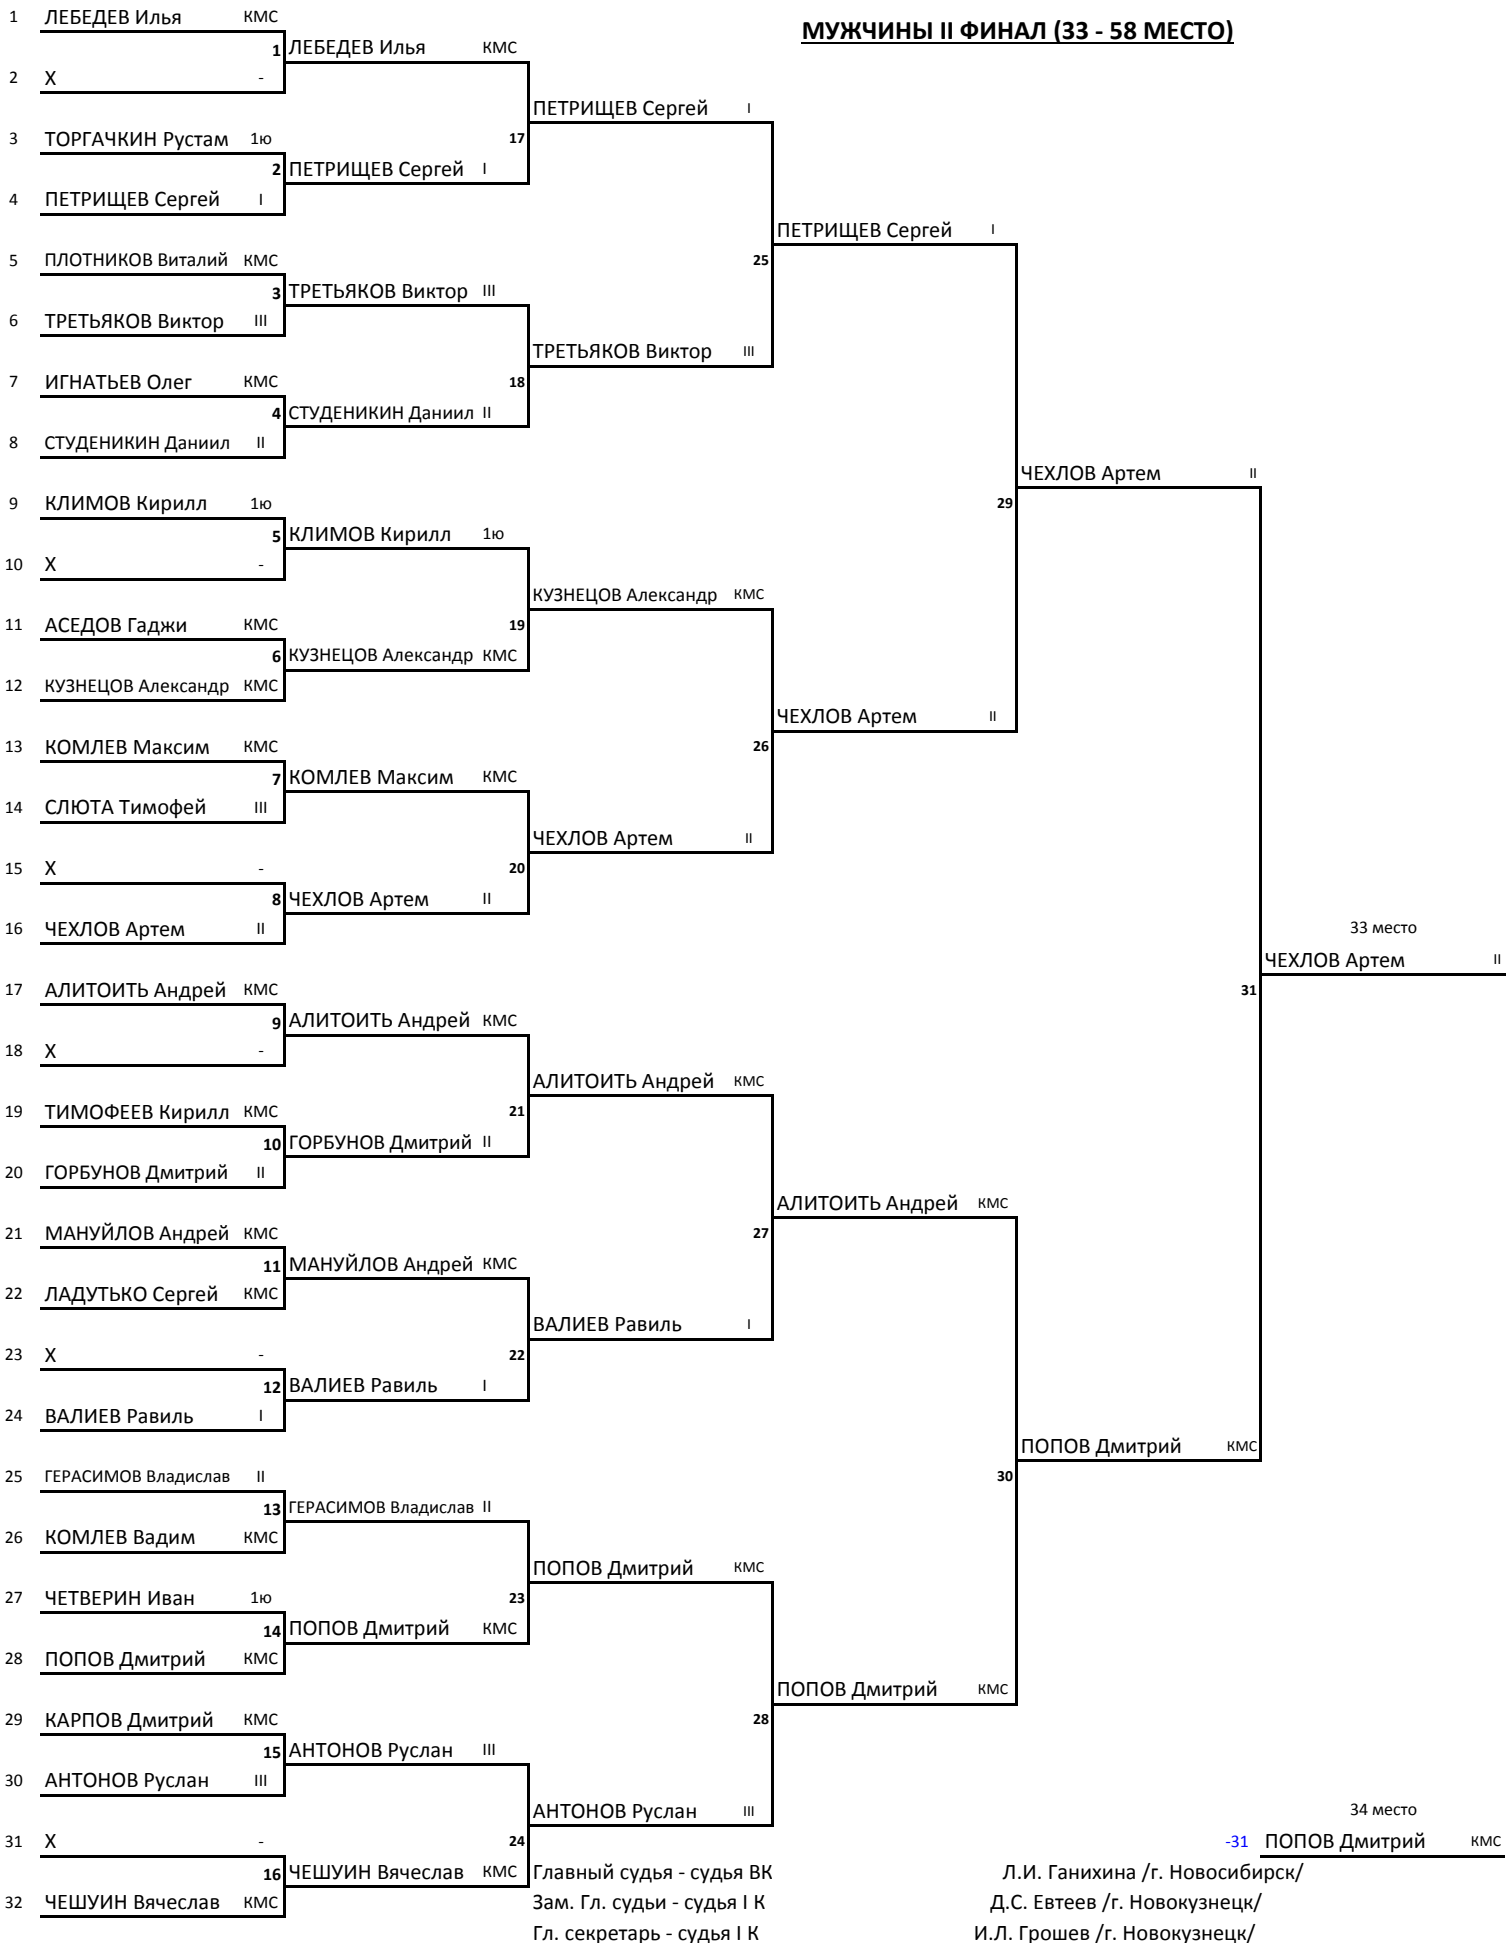 1 ЛЕБЕДЕВ Илья КМС
МУЖЧИНЫ II ФИНАЛ (33 - 58 МЕСТО)
1 ЛЕБЕДЕВ Илья КМС
2 X -
ПЕТРИЩЕВ Сергей I
3 ТОРГАЧКИН Рустам 1ю 17
2 ПЕТРИЩЕВ Сергей I
4 ПЕТРИЩЕВ Сергей I
ПЕТРИЩЕВ Сергей I
5 ПЛОТНИКОВ Виталий КМС 25
3 ТРЕТЬЯКОВ Виктор III
6 ТРЕТЬЯКОВ Виктор III
ТРЕТЬЯКОВ Виктор III
7 ИГНАТЬЕВ Олег КМС 18
4 СТУДЕНИКИН Даниил II
8 СТУДЕНИКИН Даниил II
ЧЕХЛОВ Артем II
9 КЛИМОВ Кирилл 1ю 29
5 КЛИМОВ Кирилл 1ю
10 X -
КУЗНЕЦОВ Александр КМС
11 АСЕДОВ Гаджи КМС 19
6 КУЗНЕЦОВ Александр КМС
12 КУЗНЕЦОВ Александр КМС
ЧЕХЛОВ Артем II
13 КОМЛЕВ Максим КМС 26
7 КОМЛЕВ Максим КМС
14 СЛЮТА Тимофей III
ЧЕХЛОВ Артем II
15 X - 20
8 ЧЕХЛОВ Артем II
16 ЧЕХЛОВ Артем II 33 место
ЧЕХЛОВ Артем II
17 АЛИТОИТЬ Андрей КМС 31
9 АЛИТОИТЬ Андрей КМС
18 X -
АЛИТОИТЬ Андрей КМС
19 ТИМОФЕЕВ Кирилл КМС 21
10 ГОРБУНОВ Дмитрий II
20 ГОРБУНОВ Дмитрий II
АЛИТОИТЬ Андрей КМС
21 МАНУЙЛОВ Андрей КМС 27
11 МАНУЙЛОВ Андрей КМС
22 ЛАДУТЬКО Сергей КМС
ВАЛИЕВ Равиль I
23 X - 22
12 ВАЛИЕВ Равиль I
24 ВАЛИЕВ Равиль I
ПОПОВ Дмитрий КМС
25 ГЕРАСИМОВ Владислав II 30
13 ГЕРАСИМОВ Владислав II
26 КОМЛЕВ Вадим КМС
ПОПОВ Дмитрий КМС
27 ЧЕТВЕРИН Иван 1ю 23
14 ПОПОВ Дмитрий КМС
28 ПОПОВ Дмитрий КМС
ПОПОВ Дмитрий КМС
29 КАРПОВ Дмитрий КМС 28
15 АНТОНОВ Руслан III
30 АНТОНОВ Руслан III
АНТОНОВ Руслан III 34 место
31 X - 24 -31 ПОПОВ Дмитрий КМС
16 ЧЕШУИН Вячеслав КМС Главный судья - судья ВК Л.И. Ганихина /г. Новосибирск/
32 ЧЕШУИН Вячеслав КМС Зам. Гл. судьи - судья I К Д.С. Евтеев /г. Новокузнецк/
Гл. секретарь - судья I К И.Л. Грошев /г. Новокузнецк/